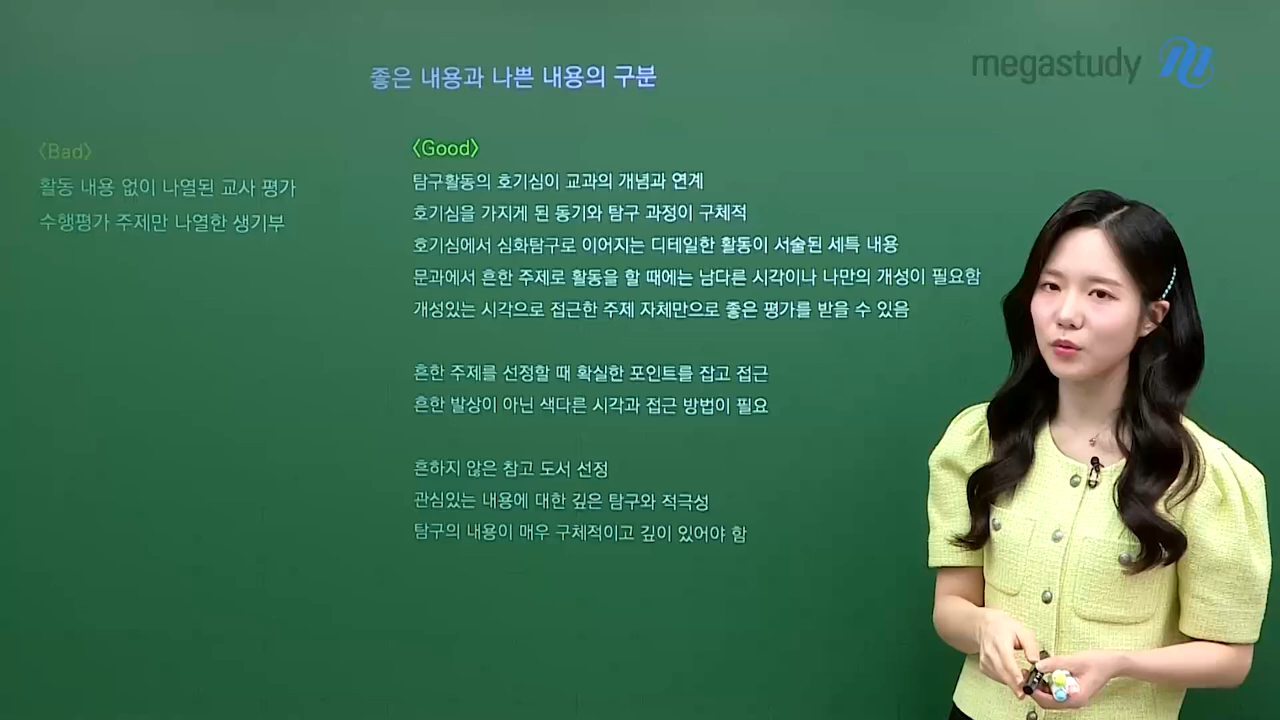 좋은 내용과 나쁜 내용의 구분
megastudy
〈Bad〉
활동 내용 없이 나열된 교사 평가
수행평가 주제만 나열한 생기부
〈Good〉
탐구활동의 호기심이 교과의 개념과 연계
호기심을 가지게 된 동기와 탐구 과정이 구체적
호기심에서 심화탐구로 이어지는 디테일한 활동이 서술된 세특 내용
문과에서 흔한 주제로 활동을 할 때에는 남다른 시각이나 나만의 개성이 필요함
개성있는 시각으로 접근한 주제 자체만으로 좋은 평가를 받을 수 있음
흔한 주제를 선정할 때 확실한 포인트를 잡고 접근
흔한 발상이 아닌 색다른 시각과 접근 방법이 필요
흔하지 않은 참고 도서 선정
관심있는 내용에 대한 깊은 탐구와 적극성
탐구의 내용이 매우 구체적이고 깊이 있어야 함